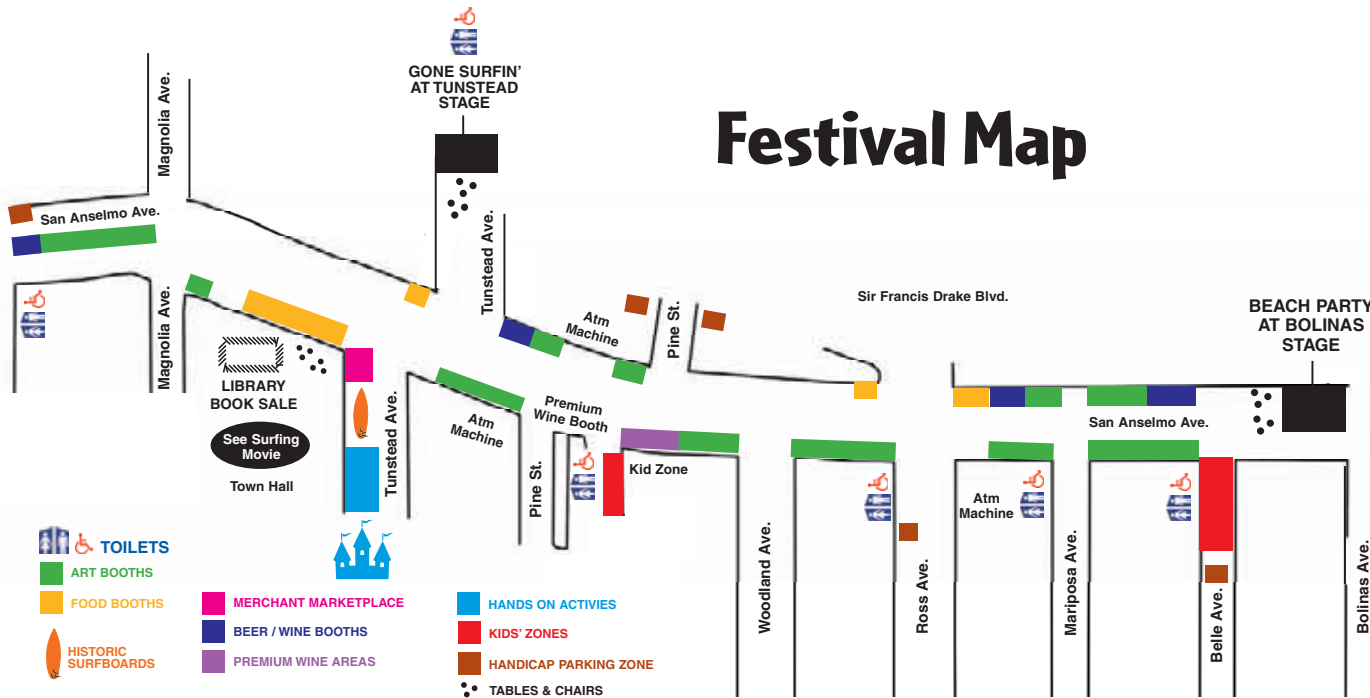 Festival Map
GONE SURFIN'
AT TUNSTEAD
STAGE
Magnolia Ave.
San Anselmo Ave.
Magnolia Ave.
Tunstead Ave.
Atm
Machine
Pine St.
Sir Francis Drake Blvd.
BEACH PARTY
AT BOLINAS
STAGE
LIBRARY
BOOK SALE
See Surfing
Movie
Town Hall
Tunstead Ave.
Atm
Machine
Premium
Wine Booth
Pine St.
Kid Zone
San Anselmo Ave.
Woodland Ave.
Ross Ave.
Atm
Machine
Mariposa Ave.
Belle Ave.
Bolinas Ave.
TOILETS
ART BOOTHS
FOOD BOOTHS
HISTORIC
SURFBOARDS
MERCHANT MARKETPLACE
BEER / WINE BOOTHS
PREMIUM WINE AREAS
HANDS ON ACTIVIES
KIDS' ZONES
HANDICAP PARKING ZONE
TABLES & CHAIRS